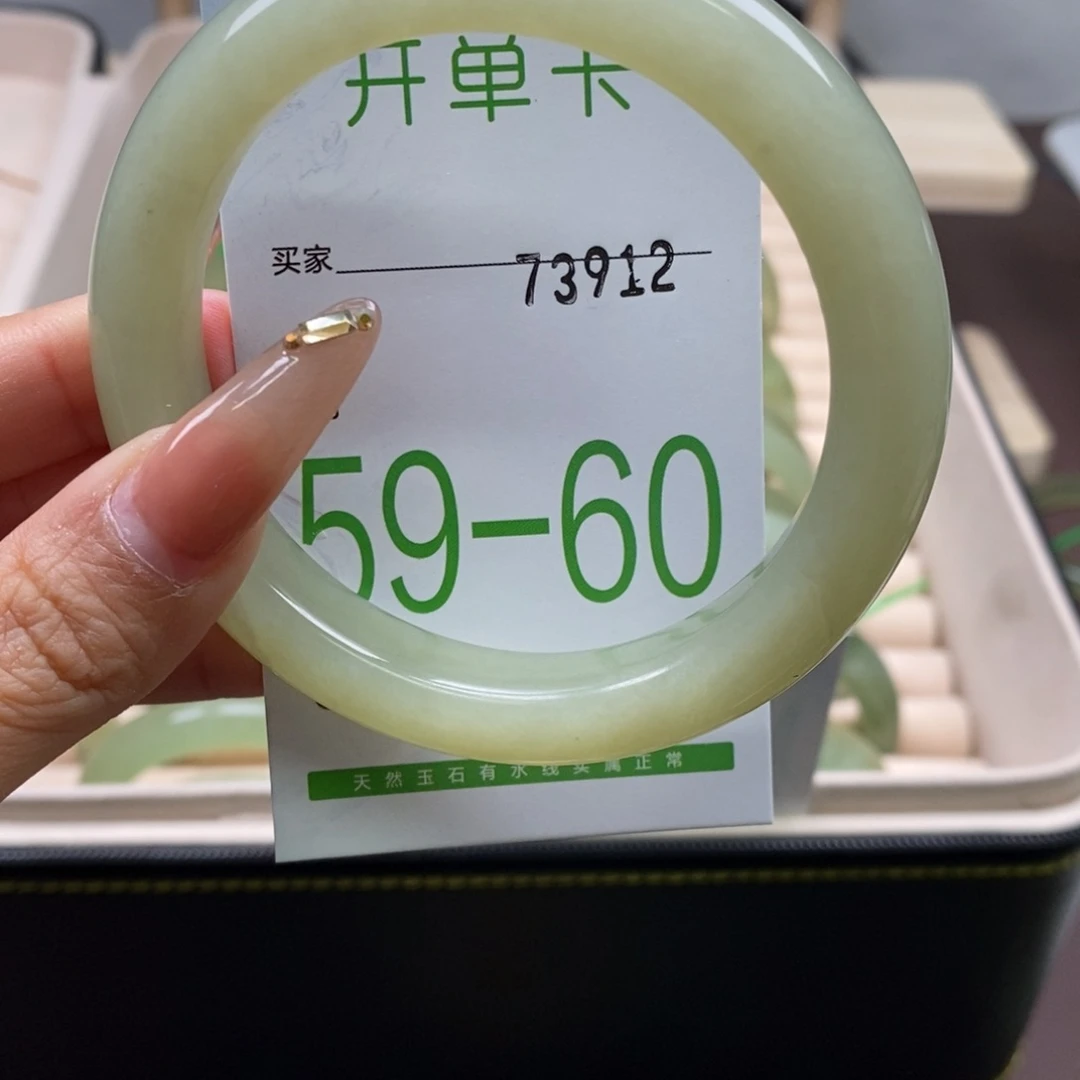 开单卡
买家 73912
59-60
天然玉石有水线实属正常